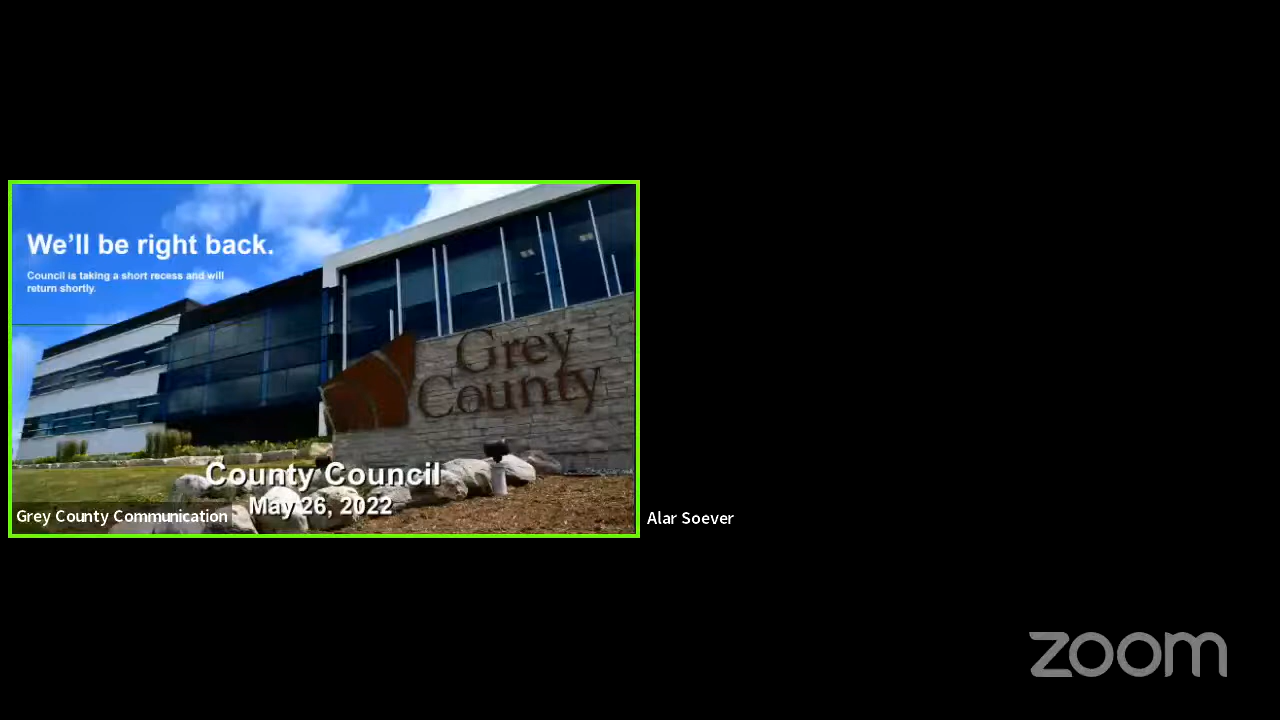 We'll be right back.
Council is taking a short recess and will
return shortly.
Grey
County
County Council
May 26, 2022
Grey County Communication
Alar Soever
zoom